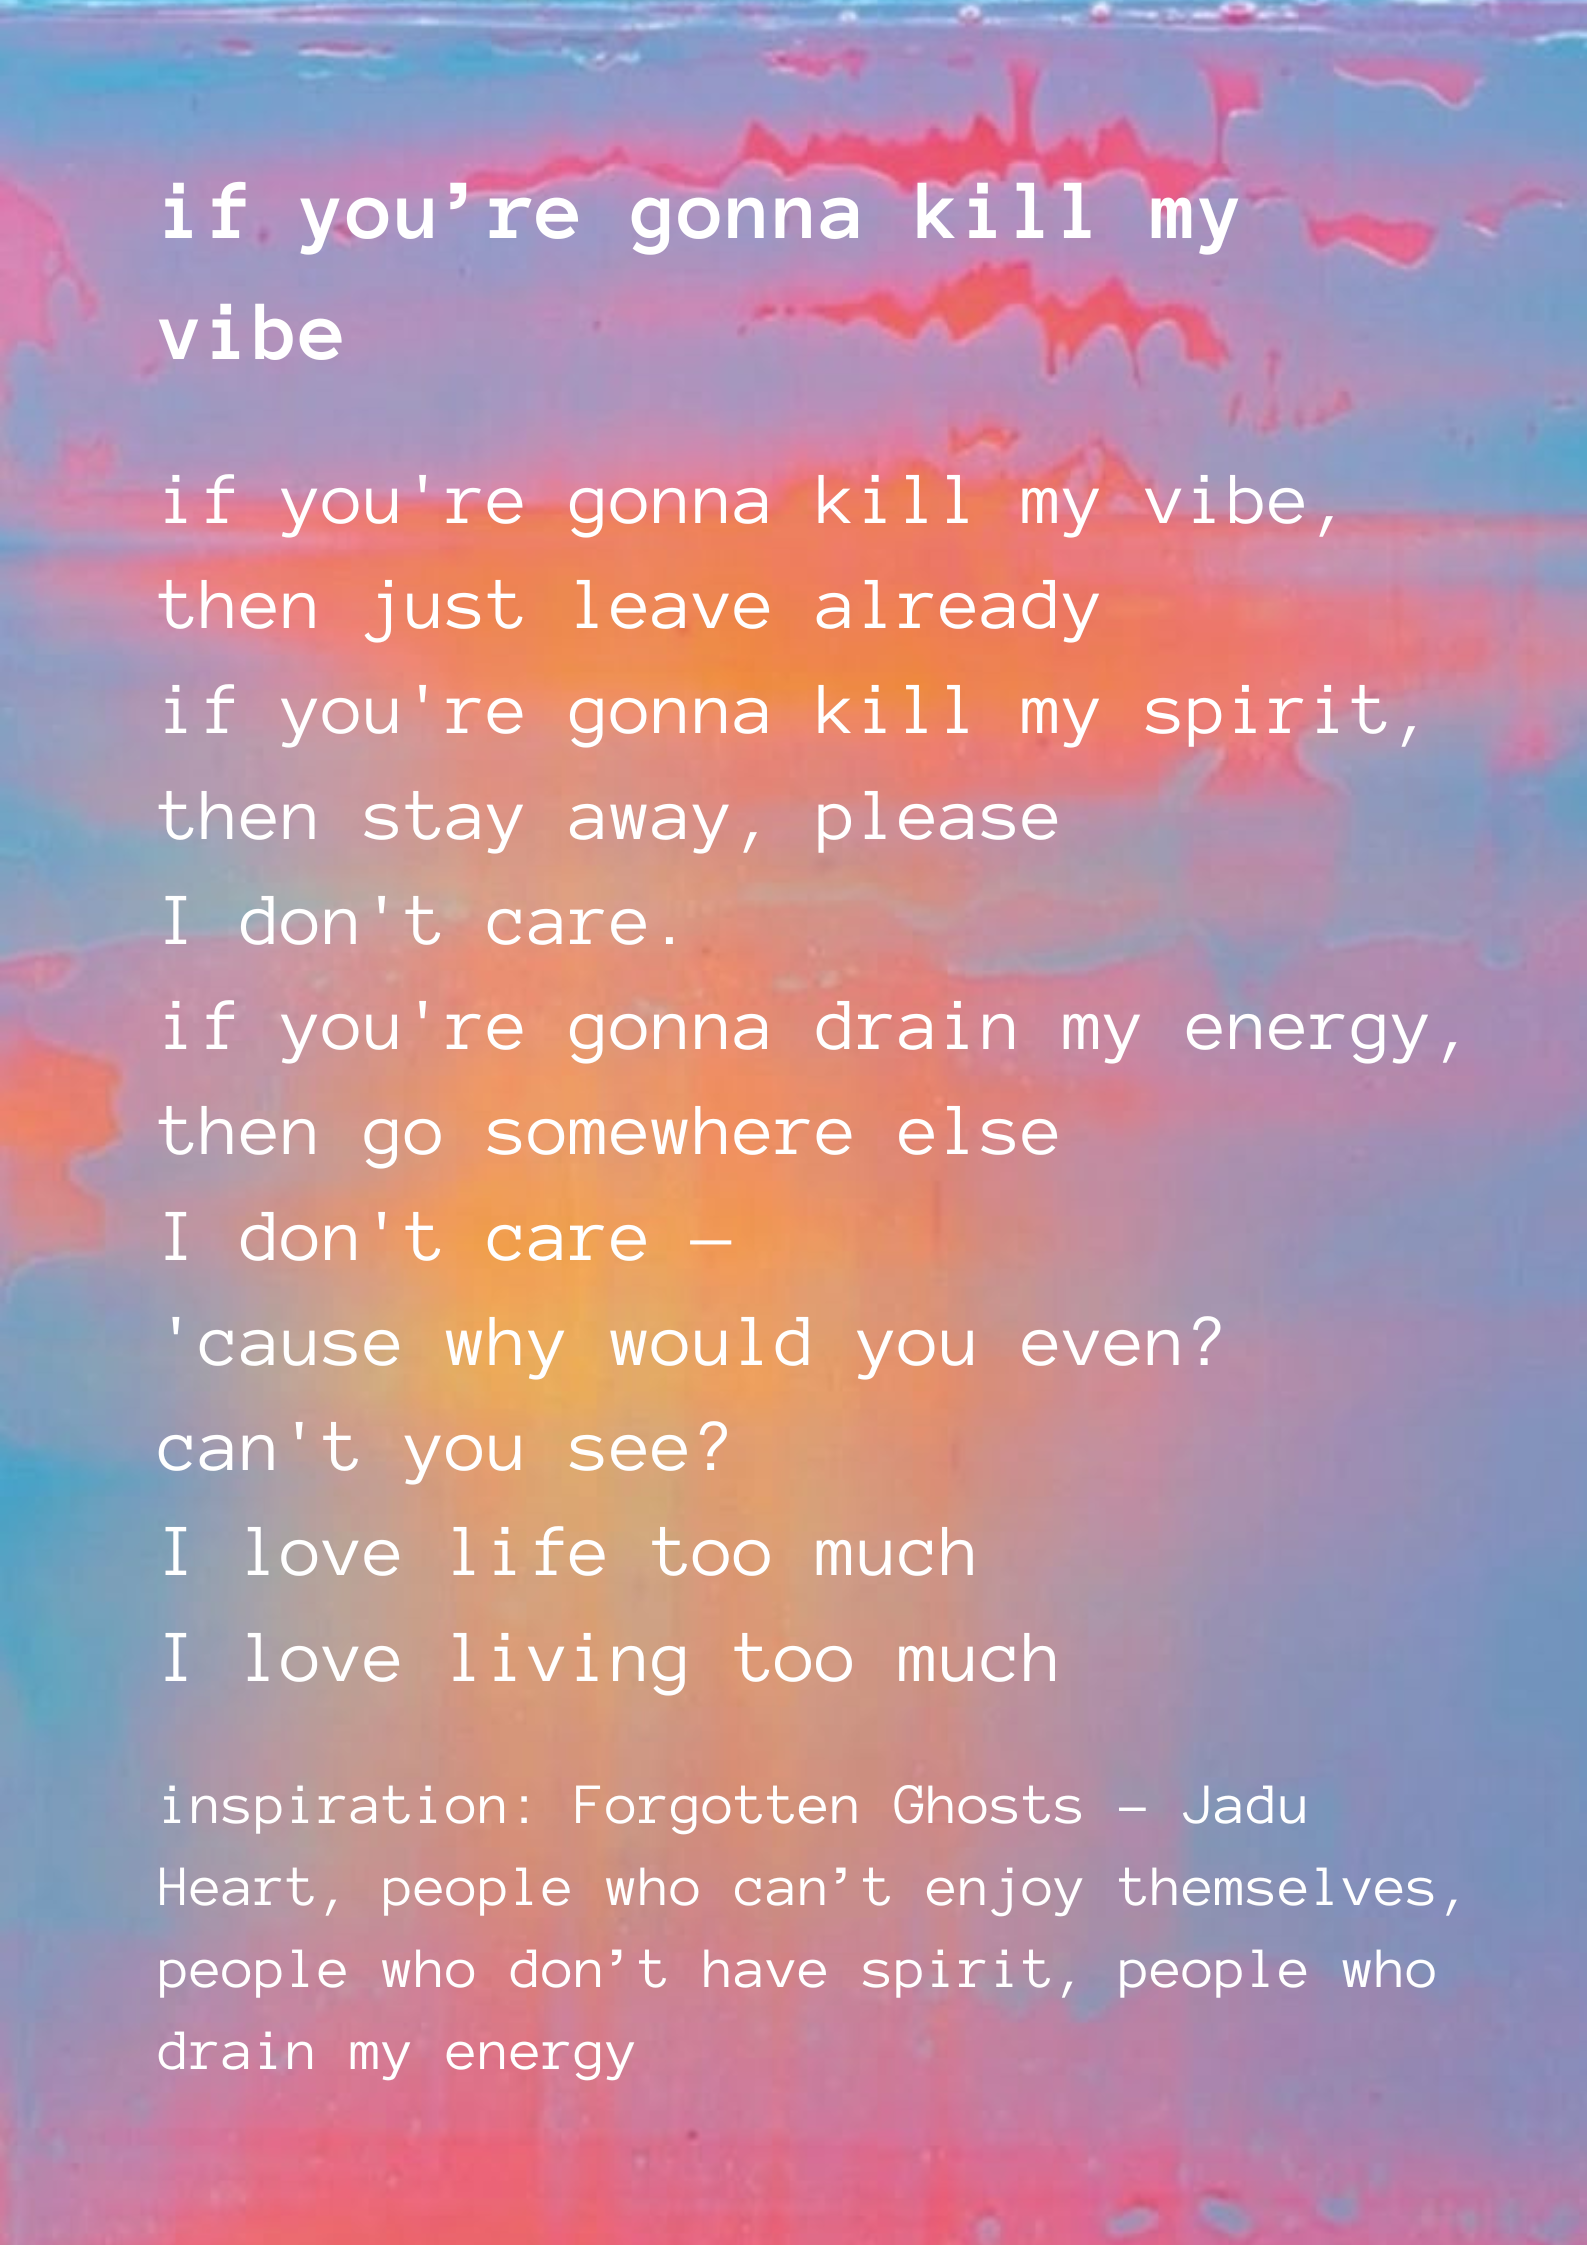 if you’re gonna kill my
vibe
if you're gonna kill my vibe,
then just leave already
if you're gonna kill my spirit,
then stay away, please
I don't care.
if you're gonna drain my energy,
then go somewhere else
I don't care —
'cause why would you even?
can't you see?
I love life too much
I love living too much
inspiration: Forgotten Ghosts – Jadu
Heart, people who can’t enjoy themselves,
people who don’t have spirit, people who
drain my energy